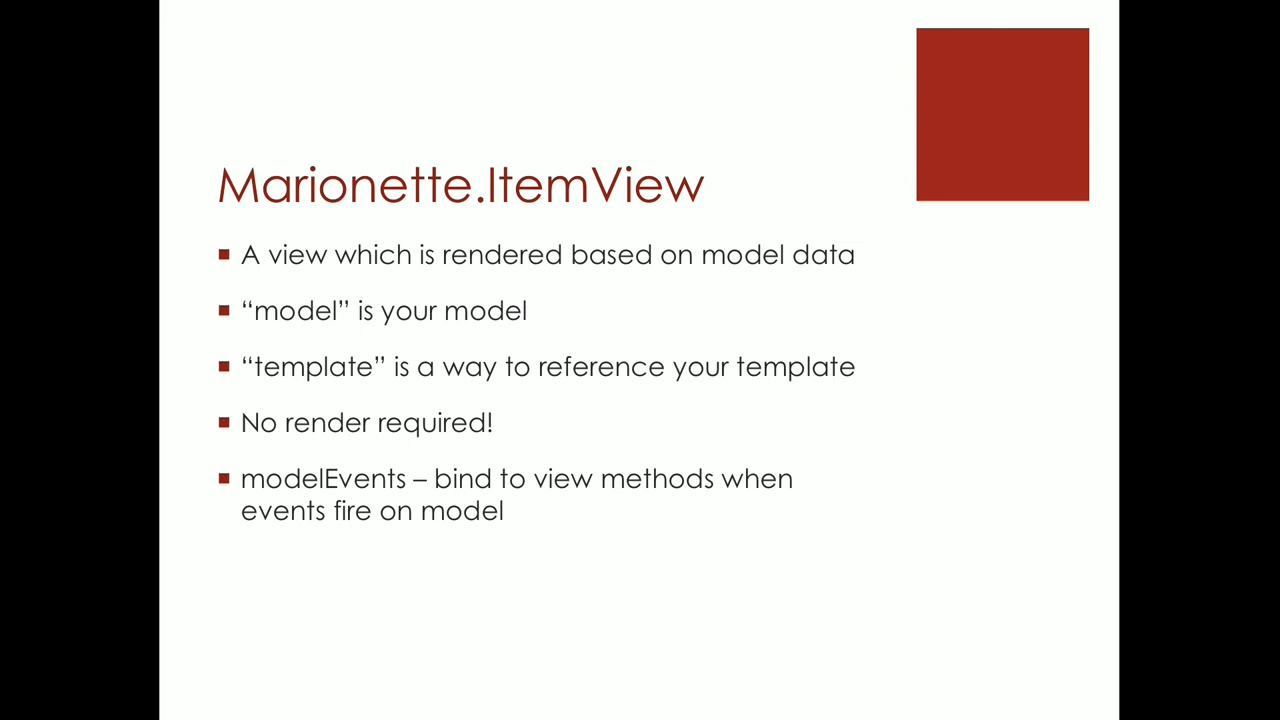 Marionette.ItemView
A view which is rendered based on model data
“model” is your model
“template” is a way to reference your template
No render required!
modelEvents – bind to view methods when
events fire on model